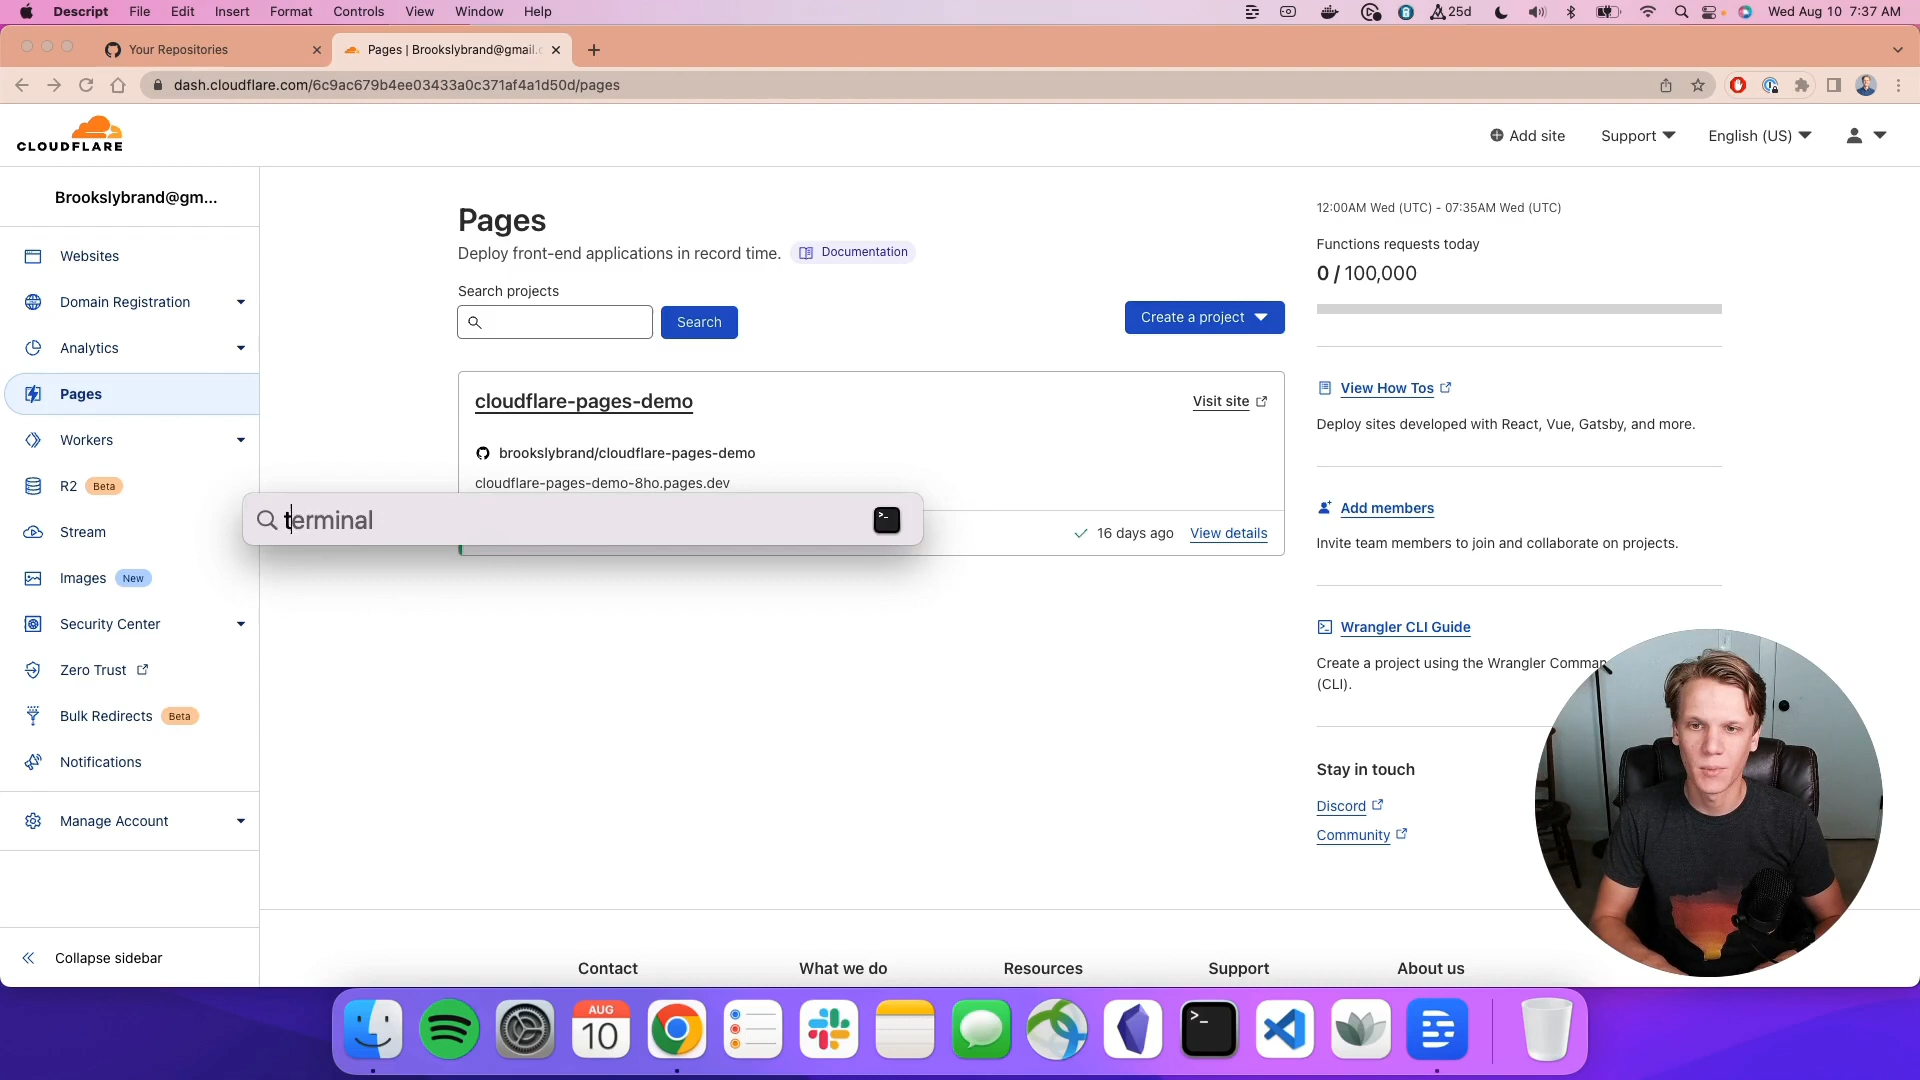 Descript File Edit Insert Format Controls View Window Help 25d Wed Aug 10 7:37 AM
Your Repositories Pages | Brookslybrand@gmail.c
dash.cloudflare.com/6c9ac679b4ee03433a0c371af4a1d50d/pages
CLOUDFLARE
Add site Support English (US)
Brookslybrand@gm...
Websites
Domain Registration
Analytics
Pages
Workers
R2 Beta
Stream
Images New
Security Center
Zero Trust
Bulk Redirects Beta
Notifications
Manage Account
Collapse sidebar
Pages
Deploy front-end applications in record time. Documentation
Search projects
Search
Create a project
cloudflare-pages-demo
Visit site
brookslybrand/cloudflare-pages-demo
cloudflare-pages-demo-8ho.pages.dev
terminal
16 days ago View details
12:00AM Wed (UTC) - 07:35AM Wed (UTC)
Functions requests today
0 / 100,000
View How Tos
Deploy sites developed with React, Vue, Gatsby, and more.
Add members
Invite team members to join and collaborate on projects.
Wrangler CLI Guide
Create a project using the Wrangler Comman
(CLI).
Stay in touch
Discord
Community
Contact What we do Resources Support About us
AUG
10